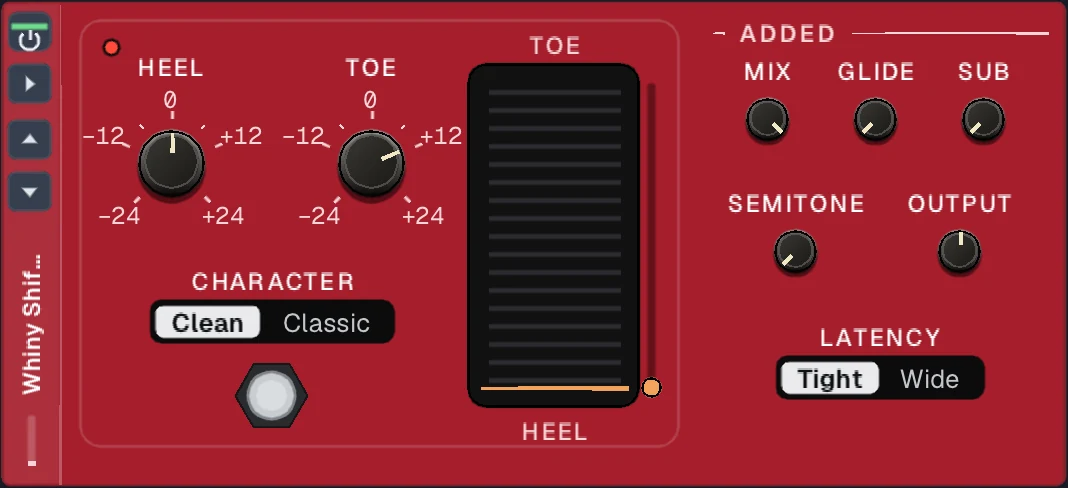 Whiny Shif...
HEEL
0
-12
+12
-24
+24
TOE
0
-12
+12
-24
+24
CHARACTER
Clean Classic
TOE
HEEL
ADDED
MIX GLIDE SUB
SEMITONE OUTPUT
LATENCY
Tight Wide